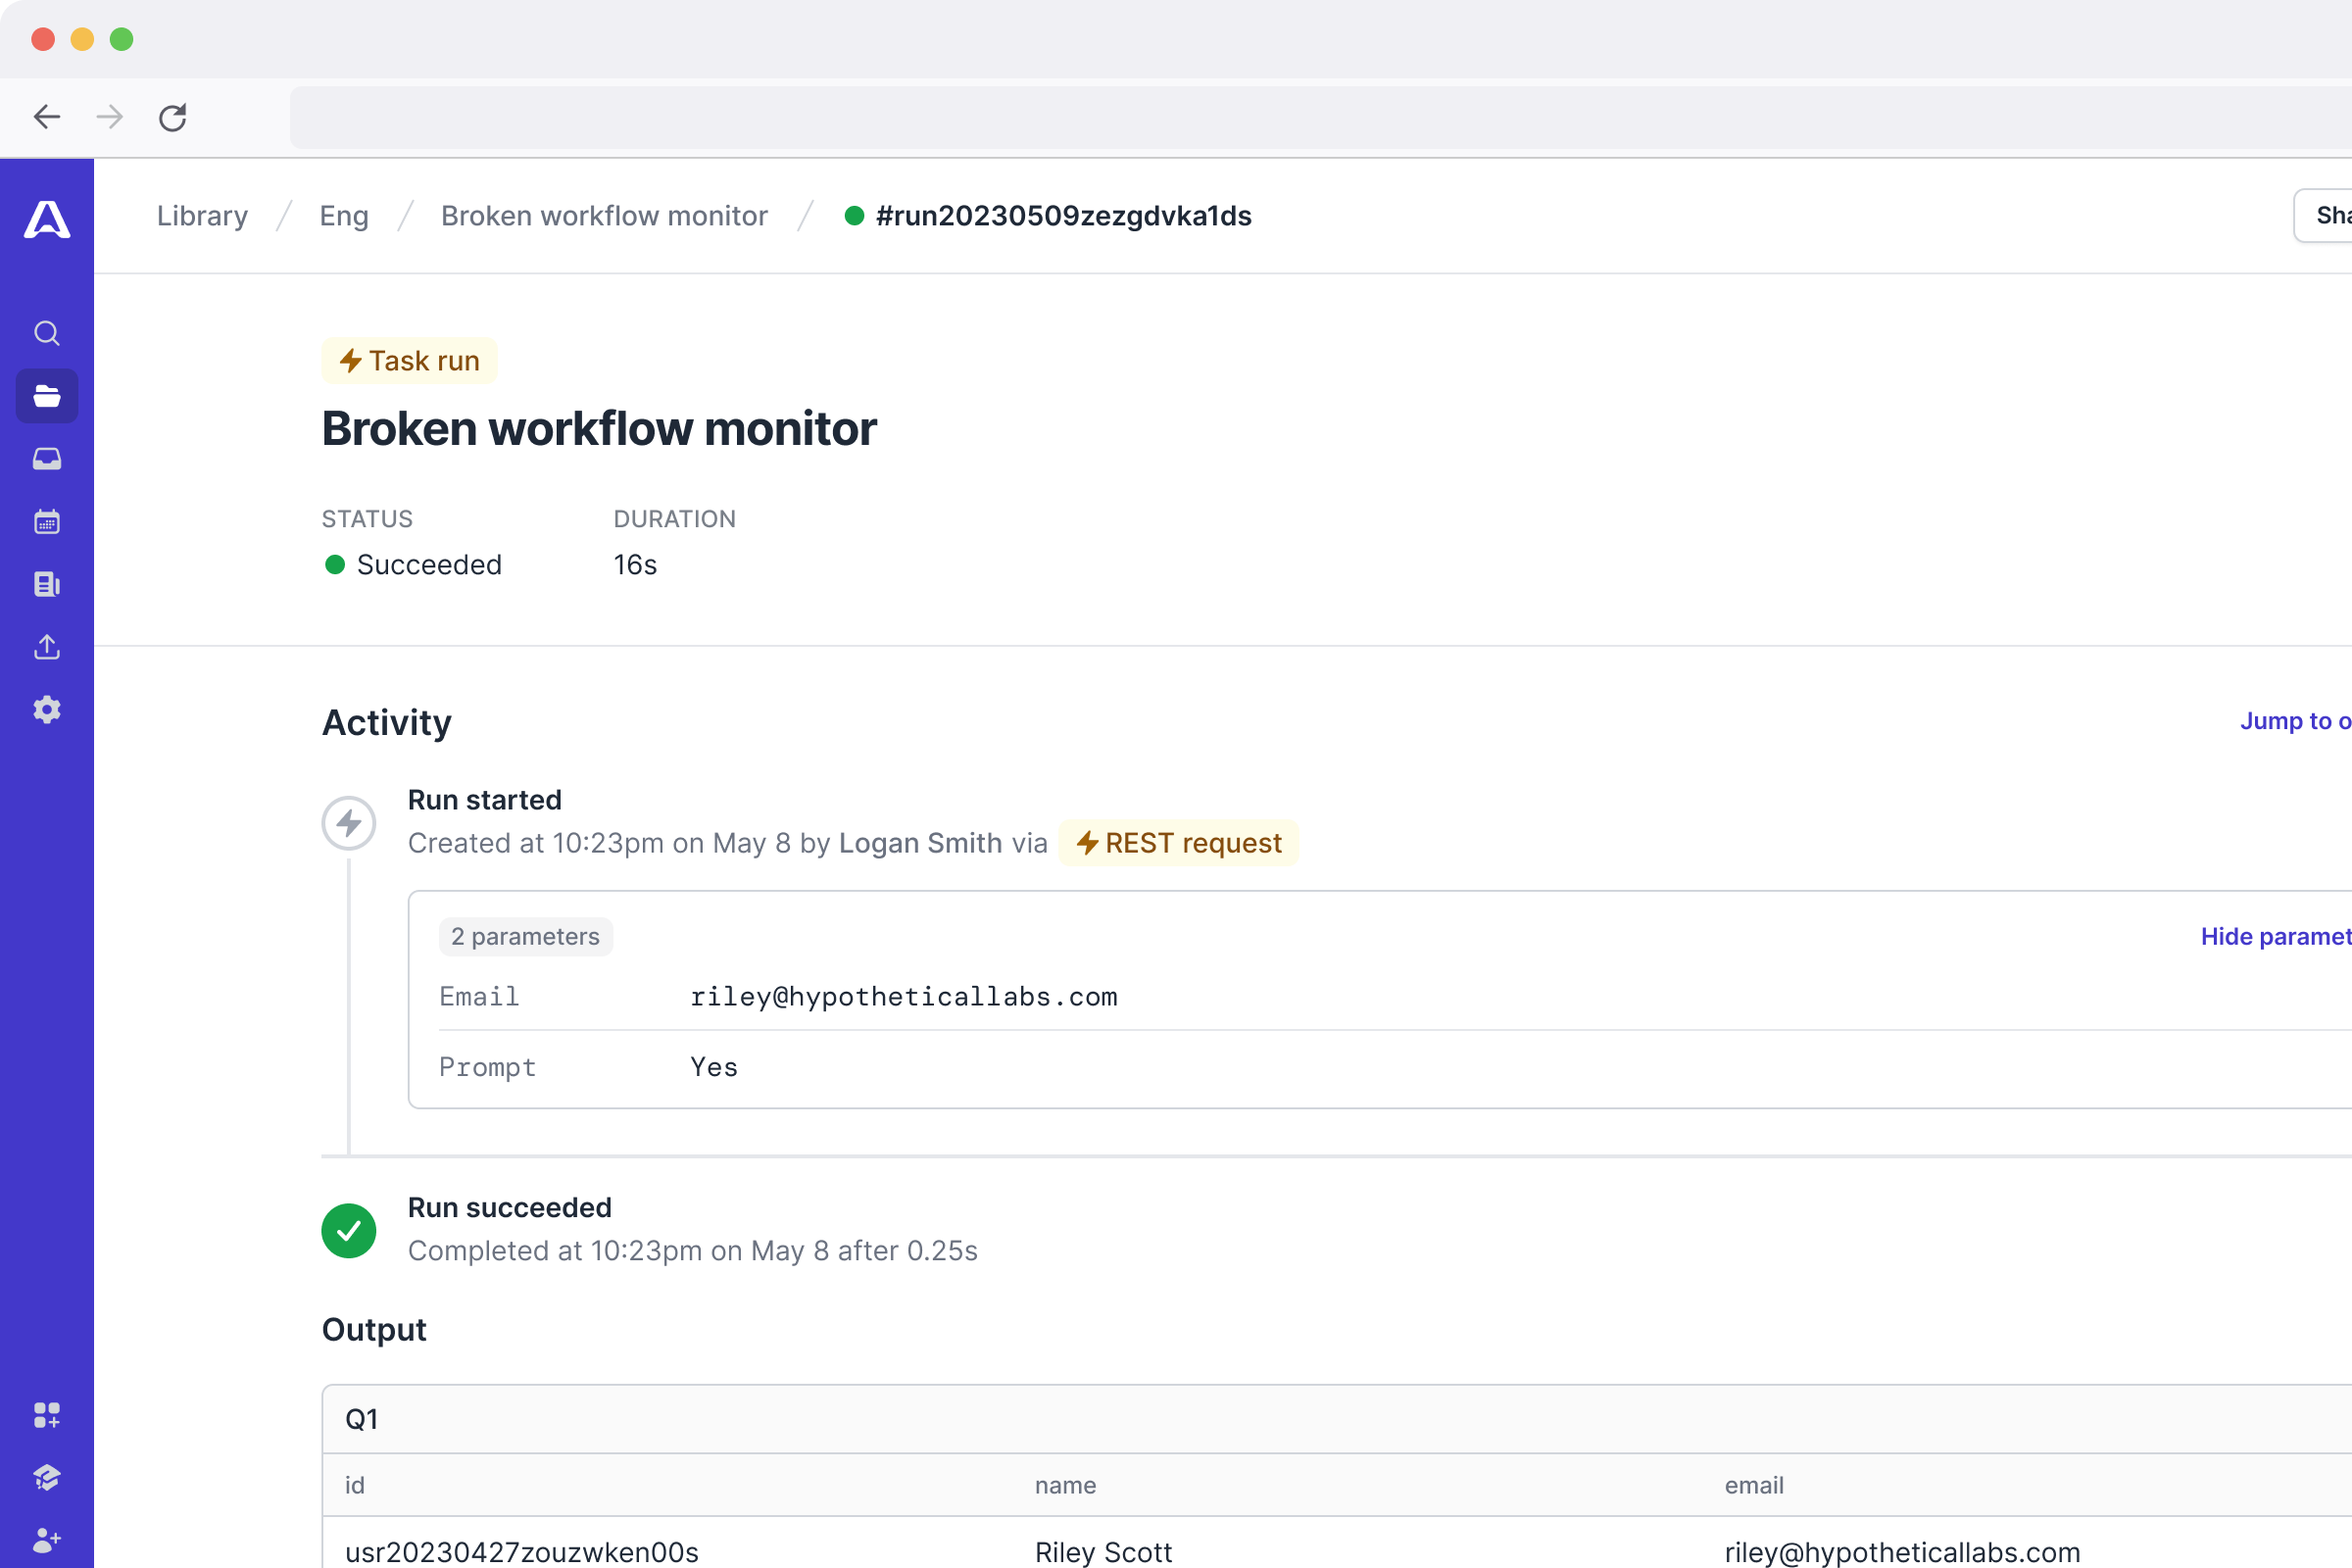 Library / Eng / Broken workflow monitor / #run20230509zezgdvka1ds
Task run
Broken workflow monitor
STATUS DURATION
Succeeded 16s
Activity Jump to
Run started
Created at 10:23pm on May 8 by Logan Smith via REST request
2 parameters Hide
Email riley@hypotheticallabs.com
Prompt Yes
Run succeeded
Completed at 10:23pm on May 8 after 0.25s
Output
Q1
id name email
usr20230427zouzwken00s Riley Scott riley@hypotheticallabs.com